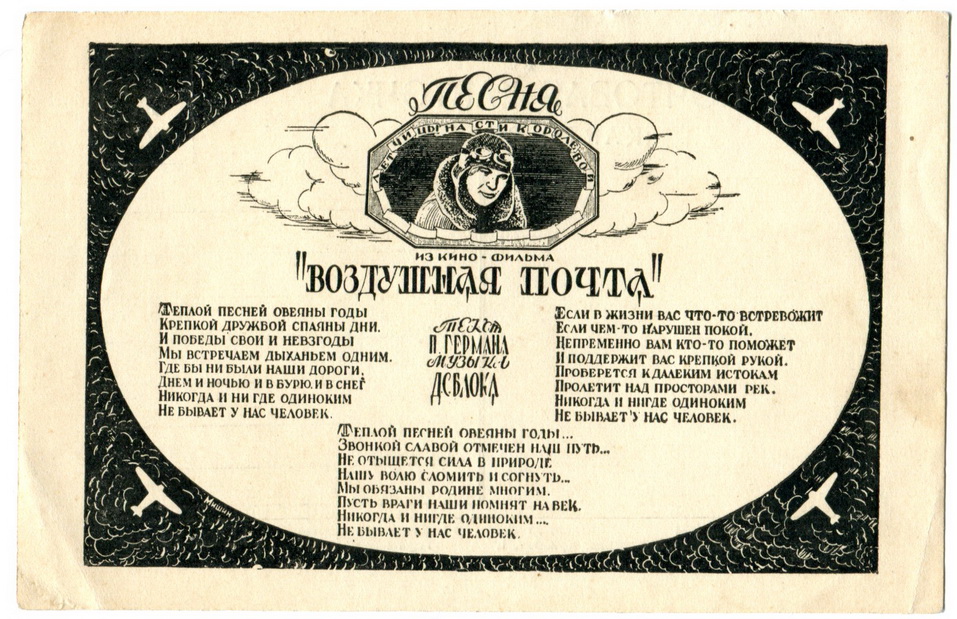 ПЕСНЯ
ЛЕТЧИЦЫ НАСТИ КОРОЛЕВОЙ
ИЗ КИНО-ФИЛЬМА
"ВОЗДУШНАЯ ПОЧТА"
ТЕПЛОЙ ПЕСНЕЙ ОВЕЯНЫ ГОДЫ
КРЕПКОЙ ДРУЖБОЙ СПАЯНЫ ДНИ.
И ПОБЕДЫ СВОИ И НЕВЗГОДЫ
МЫ ВСТРЕЧАЕМ ДЫХАНЬЕМ ОДНИМ.
ГДЕ БЫ НИ БЫЛИ НАШИ ДОРОГИ,
ДНЕМ И НОЧЬЮ И В БУРЮ, И В СНЕГ
НИКОГДА И НИ ГДЕ ОДИНОКИМ
НЕ БЫВАЕТ У НАС ЧЕЛОВЕК.
ТЕКСТ
П. ГЕРМАНА
МУЗЫКА
Д. БЛОКА
ЕСЛИ В ЖИЗНИ ВАС ЧТО-ТО ВСТРЕВОЖИТ
ЕСЛИ ЧЕМ-ТО НАРУШЕН ПОКОЙ,
НЕПРЕМЕННО ВАМ КТО-ТО ПОМОЖЕТ
И ПОДДЕРЖИТ ВАС КРЕПКОЙ РУКОЙ.
ПРОБЕРЕТСЯ К ДАЛЕКИМ ИСТОКАМ
ПРОЛЕТИТ НАД ПРОСТОРАМИ РЕК.
НИКОГДА И НИГДЕ ОДИНОКИМ
НЕ БЫВАЕТ У НАС ЧЕЛОВЕК.
ТЕПЛОЙ ПЕСНЕЙ ОВЕЯНЫ ГОДЫ...
ЗВОНКОЙ СЛАВОЙ ОТМЕЧЕН НАШ ПУТЬ...
НЕ ОТЫЩЕТСЯ СИЛА В ПРИРОДЕ
НАШУ ВОЛЮ СЛОМИТЬ И СОГНУТЬ...
МЫ ОБЯЗАНЫ РОДИНЕ МНОГИМ,
ПУСТЬ ВРАГИ НАШИ ПОМНЯТ НА ВЕК.
НИКОГДА И НИГДЕ ОДИНОКИМ...
НЕ БЫВАЕТ У НАС ЧЕЛОВЕК.